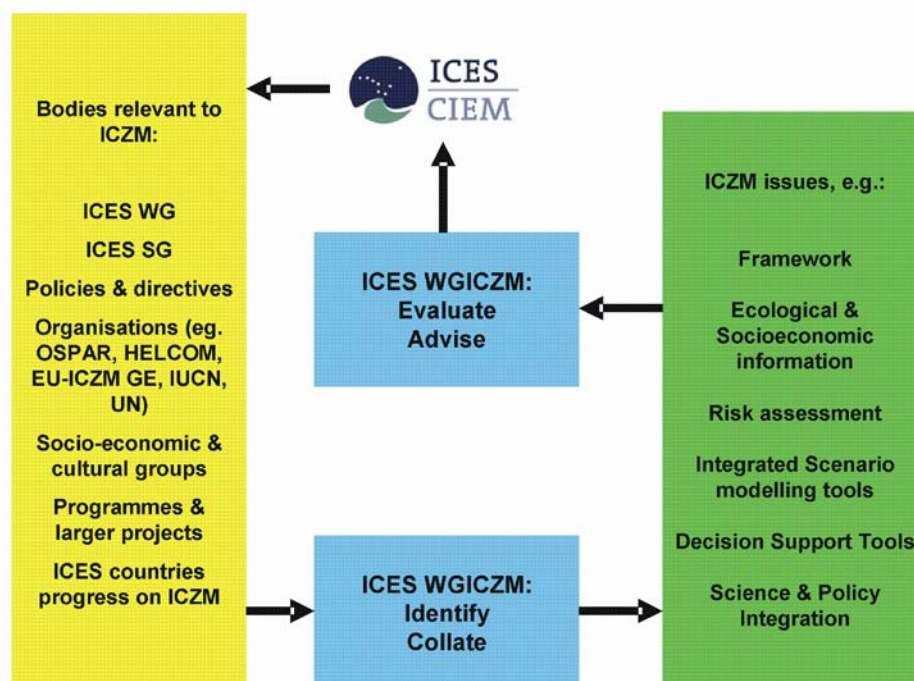 Bodies relevant to
ICZM:
ICES WG
ICES SG
Policies & directives
Organisations (eg.
OSPAR, HELCOM,
EU-ICZM GE, IUCN,
UN)
Socio-economic &
cultural groups
Programmes &
larger projects
ICES countries
progress on ICZM
ICES
CIEM
ICES WGICZM:
Evaluate
Advise
ICES WGICZM:
Identify
Collate
ICZM issues, e.g.:
Framework
Ecological &
Socioeconomic
information
Risk assessment
Integrated Scenario
modelling tools
Decision Support Tools
Science & Policy
Integration